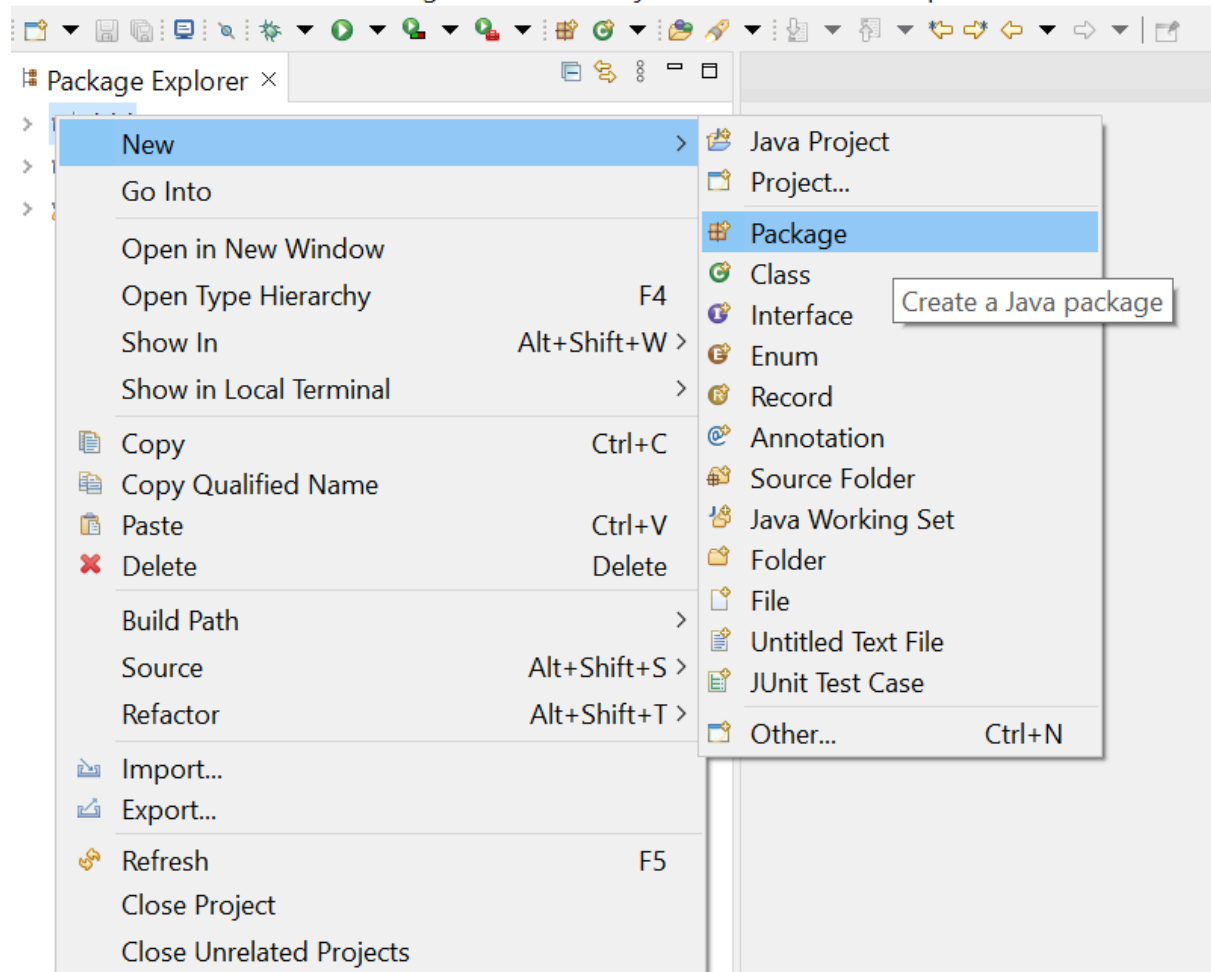 Package Explorer
New
Go Into
Open in New Window
Open Type Hierarchy F4
Show In Alt+Shift+W
Show in Local Terminal
Copy Ctrl+C
Copy Qualified Name
Paste Ctrl+V
Delete Delete
Build Path
Source Alt+Shift+S
Refactor Alt+Shift+T
Import...
Export...
Refresh F5
Close Project
Close Unrelated Projects
Java Project
Project...
Package
Class
Create a Java package
Interface
Enum
Record
Annotation
Source Folder
Java Working Set
Folder
File
Untitled Text File
JUnit Test Case
Other... Ctrl+N